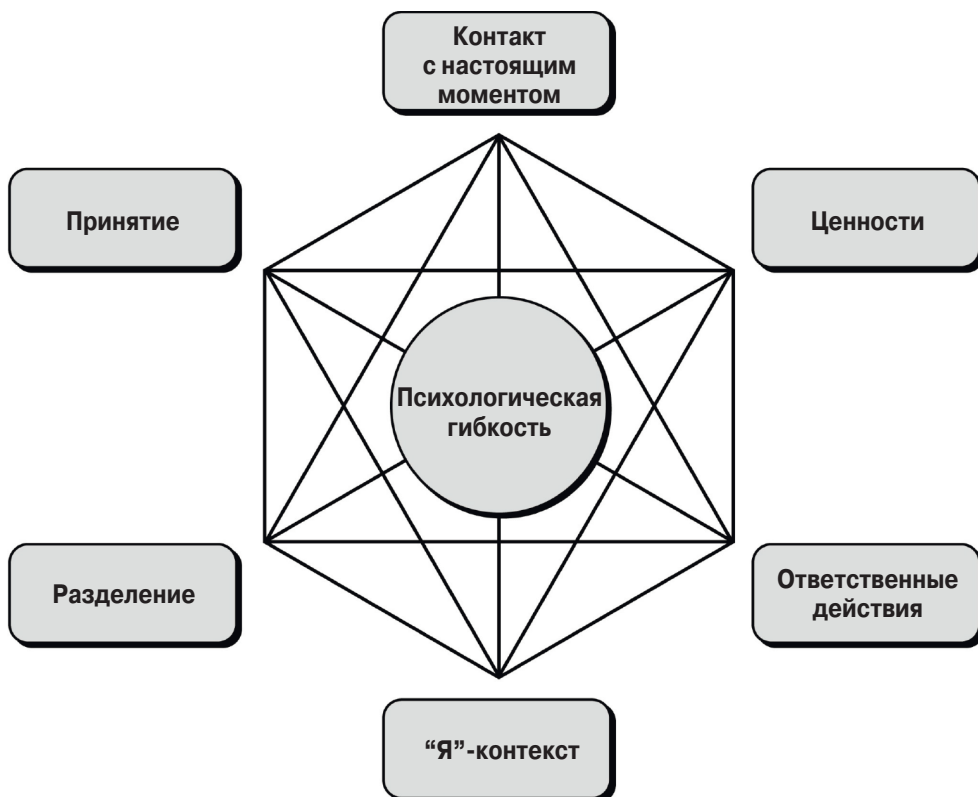 Контакт
с настоящим
моментом
Принятие
Ценности
Психологическая
гибкость
Разделение
Ответственные
действия
“Я”-контекст